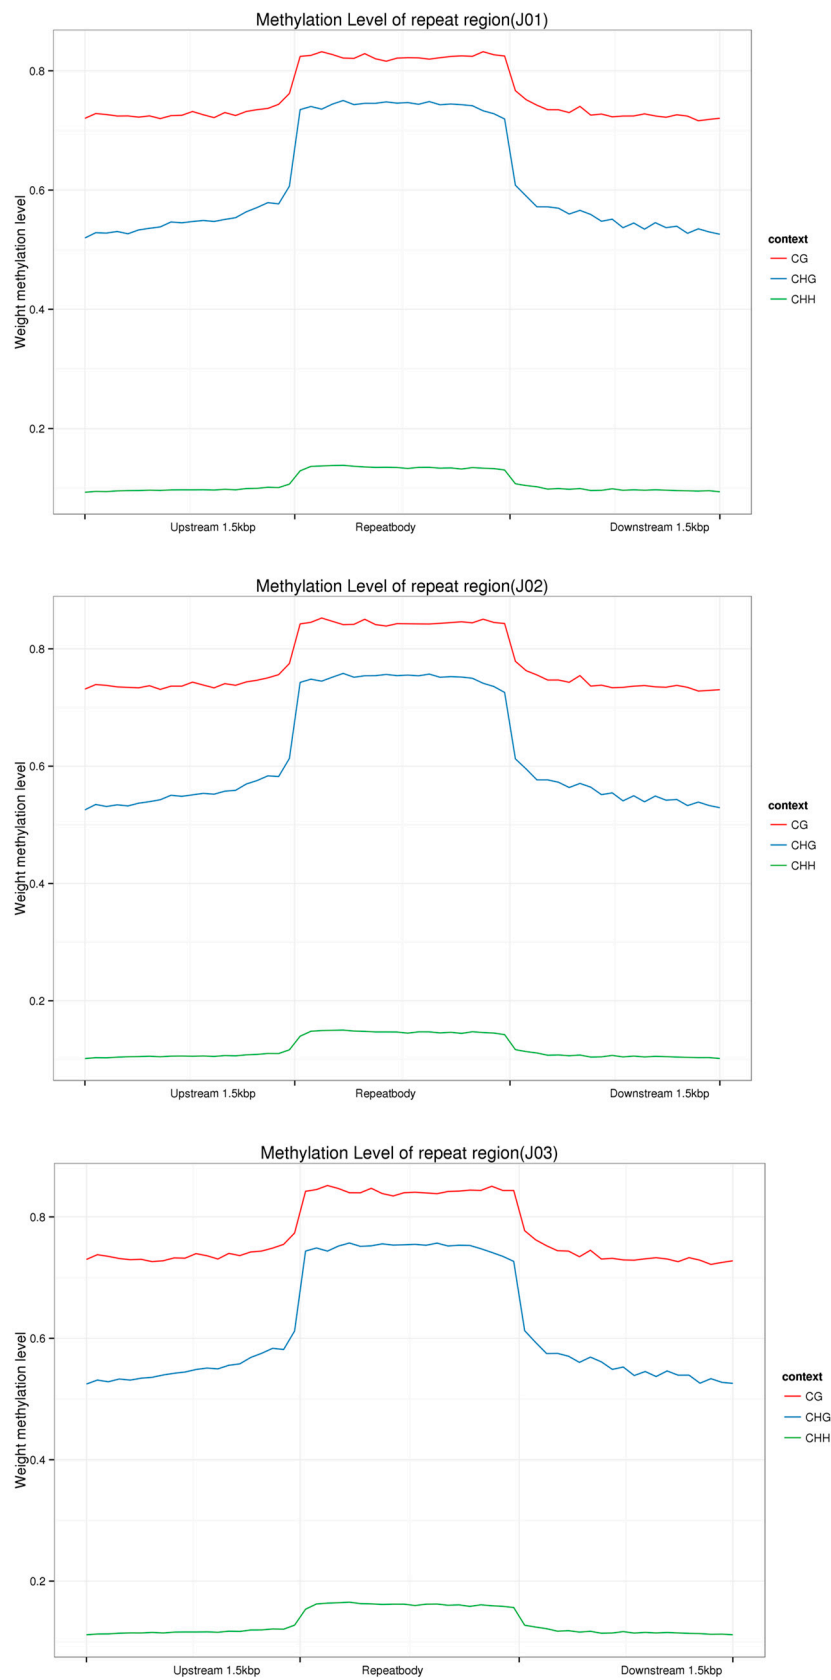 Methylation Level of repeat region(J01)
Weight methylation level
0.8
0.6
0.4
0.2
Upstream 1.5kbp
Repeatbody
Downstream 1.5kbp
context
CG
CHG
CHH
Methylation Level of repeat region(J02)
Weight methylation level
0.8
0.6
0.4
0.2
Upstream 1.5kbp
Repeatbody
Downstream 1.5kbp
context
CG
CHG
CHH
Methylation Level of repeat region(J03)
Weight methylation level
0.8
0.6
0.4
0.2
Upstream 1.5kbp
Repeatbody
Downstream 1.5kbp
context
CG
CHG
CHH